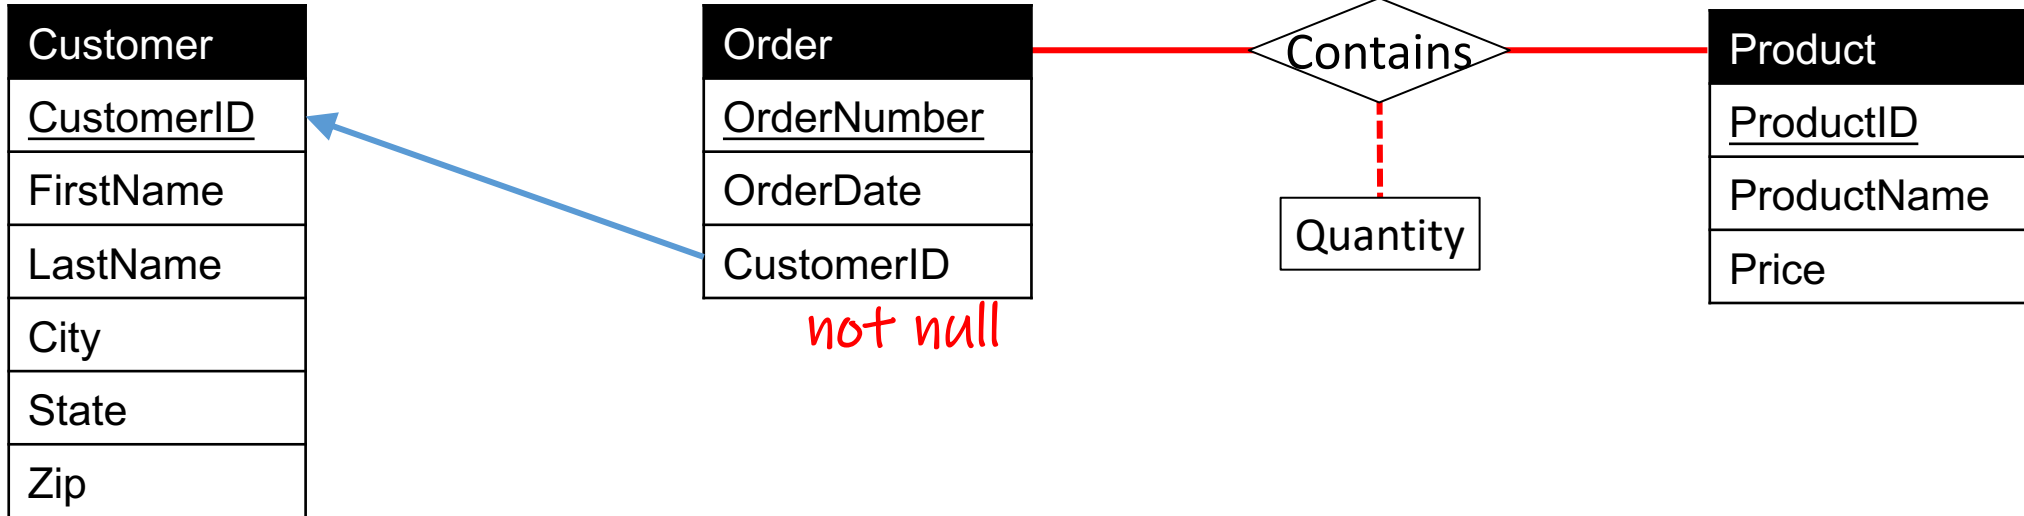 Customer
CustomerID
FirstName
LastName
City
State
Zip
Order
OrderNumber
OrderDate
CustomerID
not null
Contains
Quantity
Product
ProductID
ProductName
Price